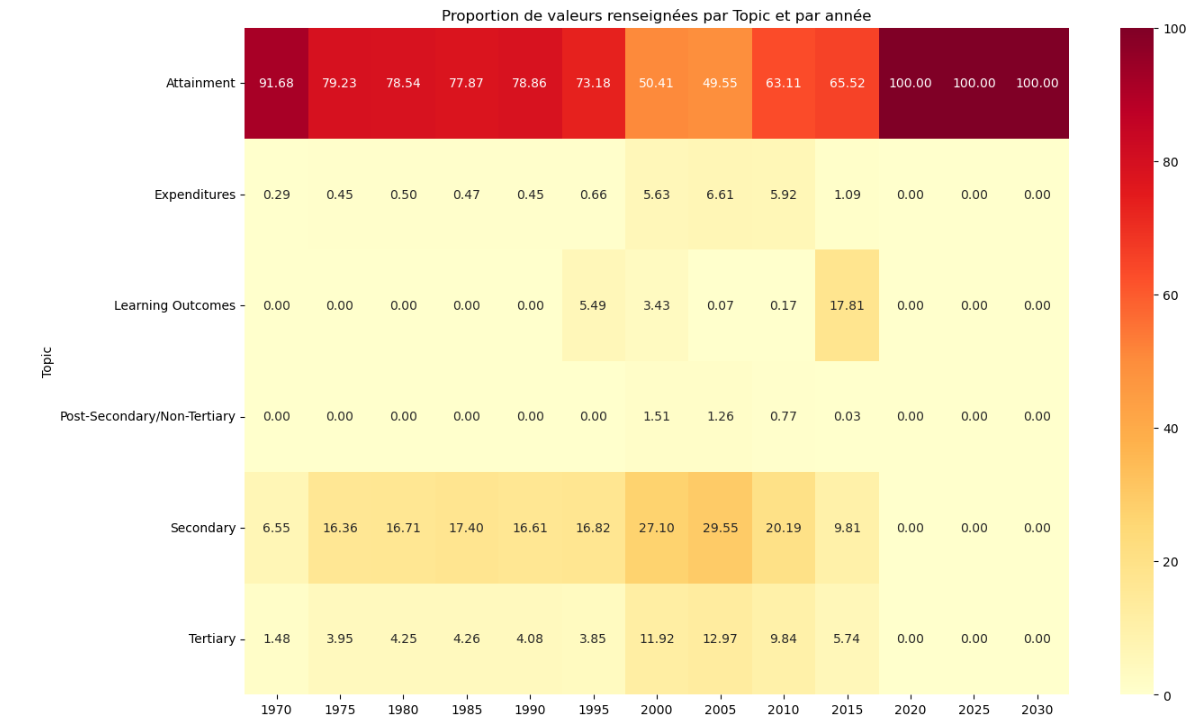 Proportion de valeurs renseignées par Topic et par année
Topic
Attainment 91.68 79.23 78.54 77.87 78.86 73.18 50.41 49.55 63.11 65.52 100.00 100.00 100.00
Expenditures 0.29 0.45 0.50 0.47 0.45 0.66 5.63 6.61 5.92 1.09 0.00 0.00 0.00
Learning Outcomes 0.00 0.00 0.00 0.00 0.00 5.49 3.43 0.07 0.17 17.81 0.00 0.00 0.00
Post-Secondary/Non-Tertiary 0.00 0.00 0.00 0.00 0.00 0.00 1.51 1.26 0.77 0.03 0.00 0.00 0.00
Secondary 6.55 16.36 16.71 17.40 16.61 16.82 27.10 29.55 20.19 9.81 0.00 0.00 0.00
Tertiary 1.48 3.95 4.25 4.26 4.08 3.85 11.92 12.97 9.84 5.74 0.00 0.00 0.00
1970 1975 1980 1985 1990 1995 2000 2005 2010 2015 2020 2025 2030
100
80
60
40
20
0